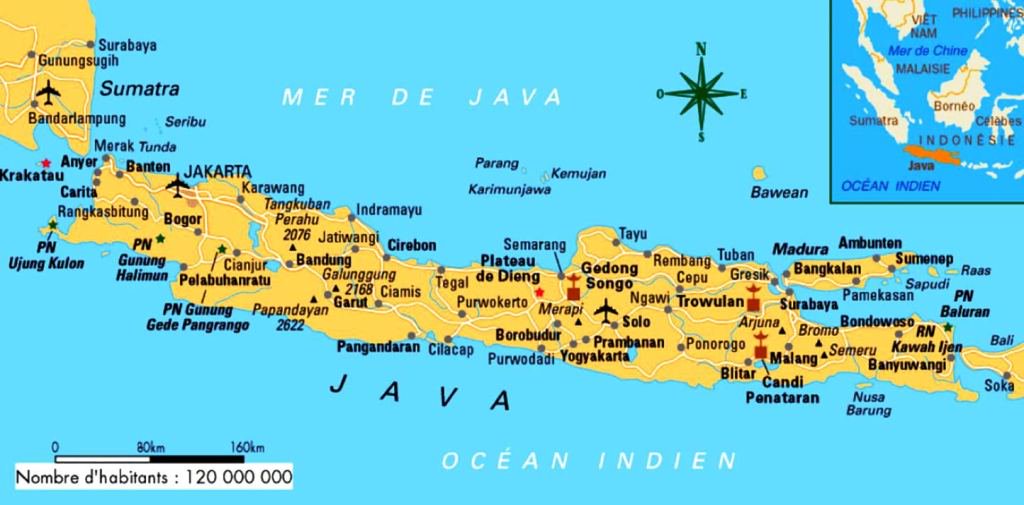 Surabaya
Gunungsugih
Sumatra
Bandarlampung
Seribu
MER DE JAVA
N
O
E
S
VIÊT
NAM
PHILIPPINES
Mer de Chine
MALAISIE
Bornéo
Sumatra
Célèbes
INDONÉSIE
Java
OCÉAN INDIEN
Merak
Tunda
Anyer
Banten
JAKARTA
Krakatau
Carita
Karawang
Rangkasbitung
Bogor
Tangkuban
Perahu
2076
Indramayu
Jatiwangi
Cirebon
PN
Ujung Kulon
PN
Gunung
Halimun
Cianjur
Bandung
Pelabuhanratu
Galunggung
2168
Garut
Ciamis
PN Gunung
Gede Pangrango
Papandayan
2622
Pangandaran
Cilacap
Tegal
Purwokerto
Parang
Kemujan
Karimunjawa
Bawean
Semarang
Tayu
Plateau
de Dieng
Gedong
Songo
Rembang
Cepu
Tuban
Gresik
Madura
Ambunten
Bangkalan
Sumenep
Raas
Sapudi
Pamekasan
Merapi
Ngawi
Trowulan
Surabaya
PN
Baluran
Solo
Borobudur
Prambanan
Purwodadi
Yogyakarta
Ponorogo
Arjuna
Bromo
Bondowoso
RN
Kawah Ijen
Semeru
Malang
Banyuwangi
Bali
Blitar
Candi
Penataran
Nusa
Barung
Soka
JAVA
OCÉAN INDIEN
0 80km 160km
Nombre d'habitants : 120 000 000